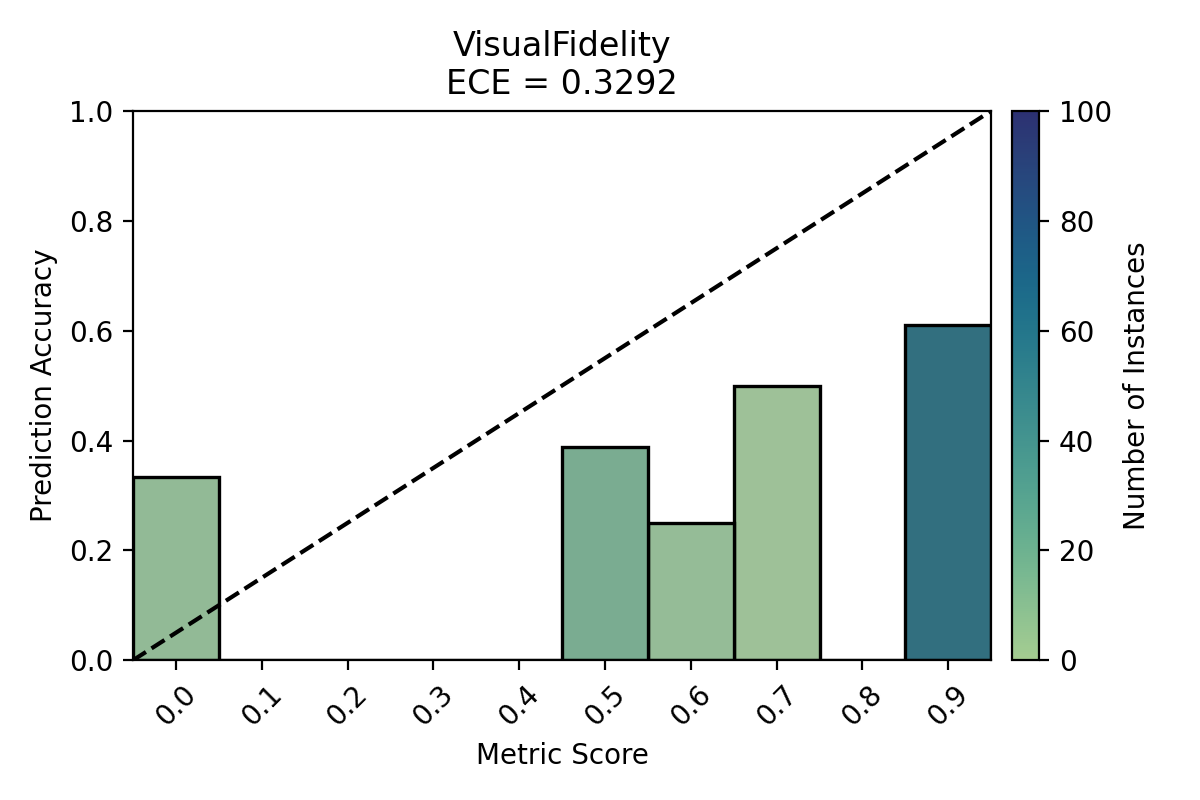 VisualFidelity
ECE = 0.3292
1.0
0.8
0.6
0.4
0.2
0.0
Prediction Accuracy
0.0 0.1 0.2 0.3 0.4 0.5 0.6 0.7 0.8 0.9
Metric Score
100
80
60
40
20
0
Number of Instances